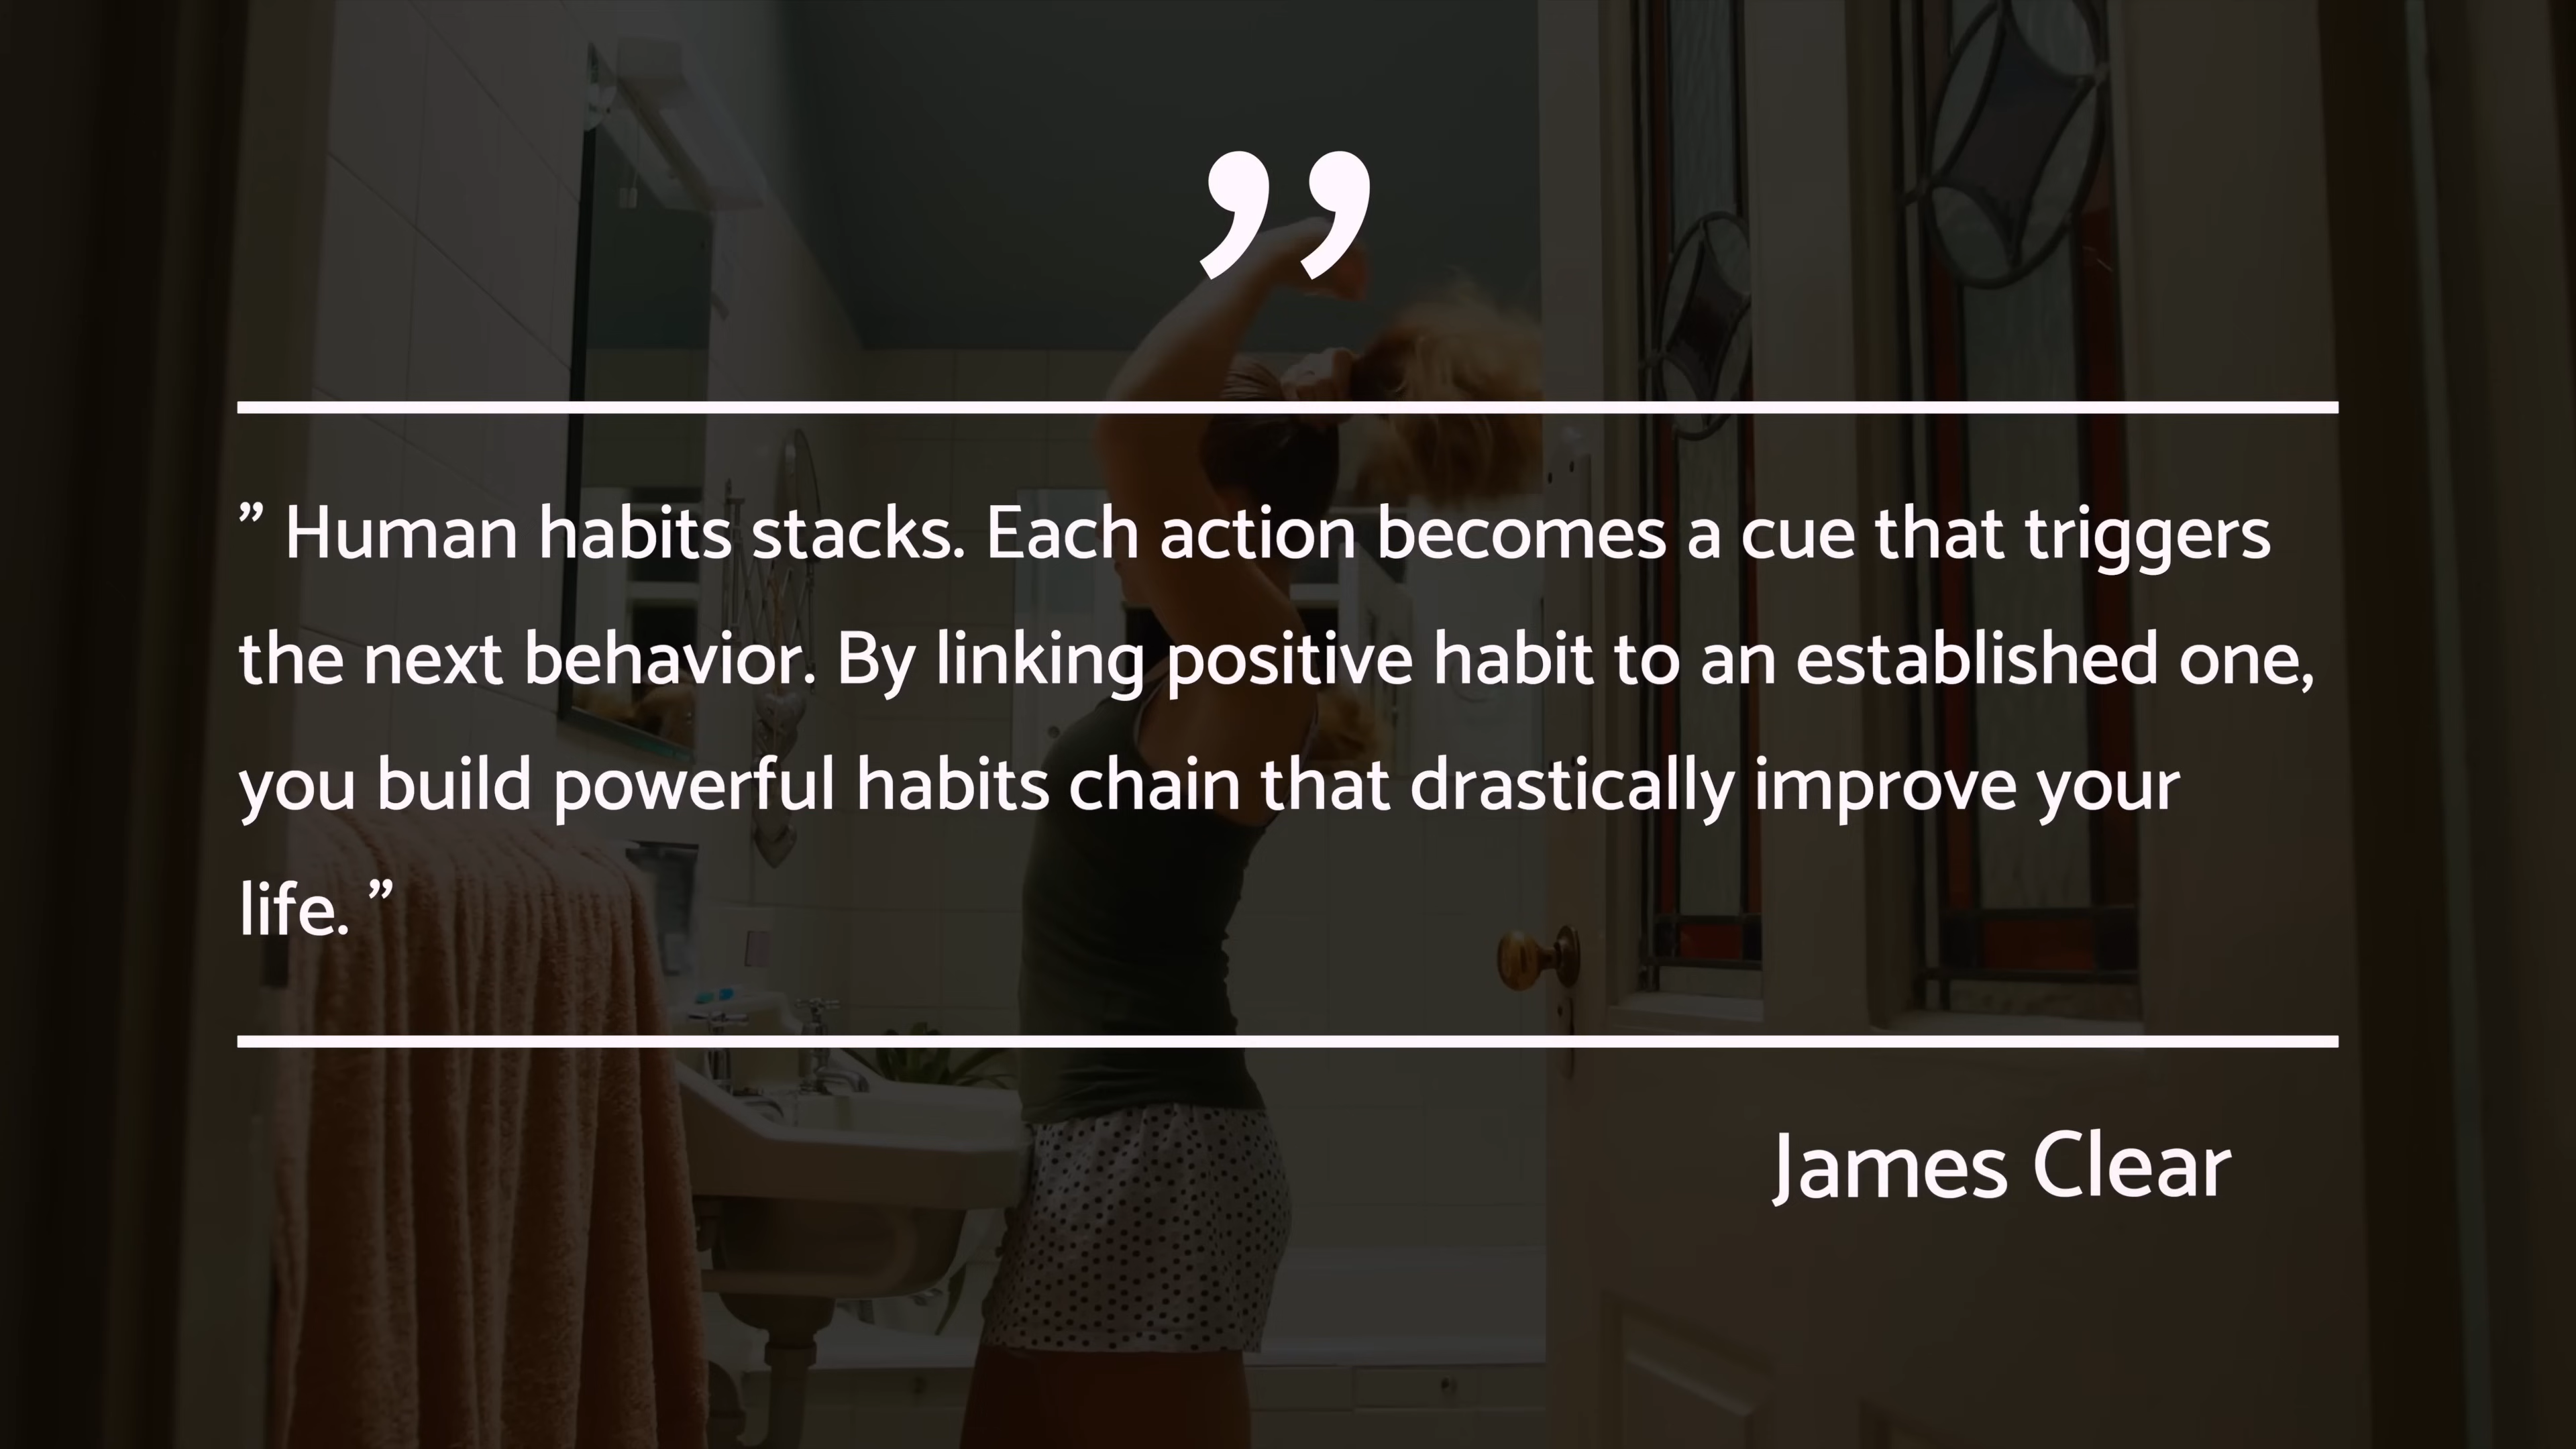 ”
” Human habits stacks. Each action becomes a cue that triggers
the next behavior. By linking positive habit to an established one,
you build powerful habits chain that drastically improve your
life. ”
James Clear